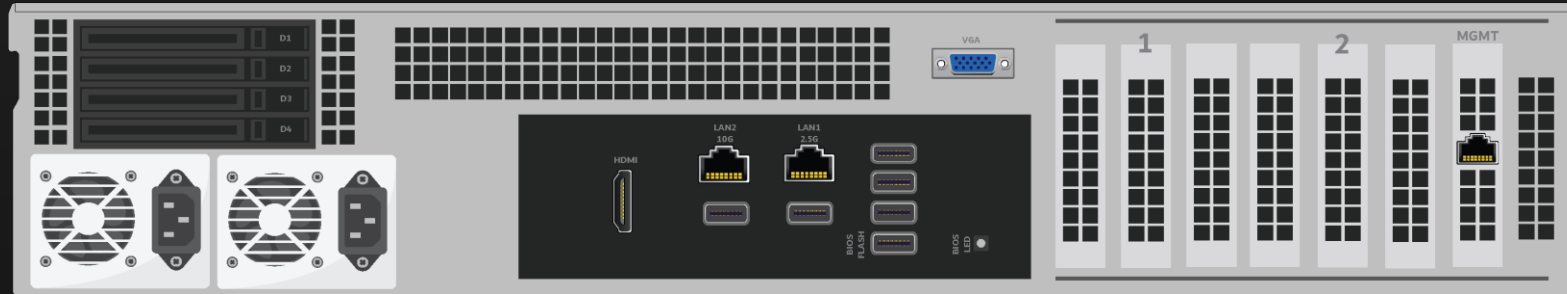 D1
D2
D3
D4
VGA
HDMI
LAN2
10G
LAN1
2.5G
BIOS
FLASH
BIOS
LED
1
2
MGMT